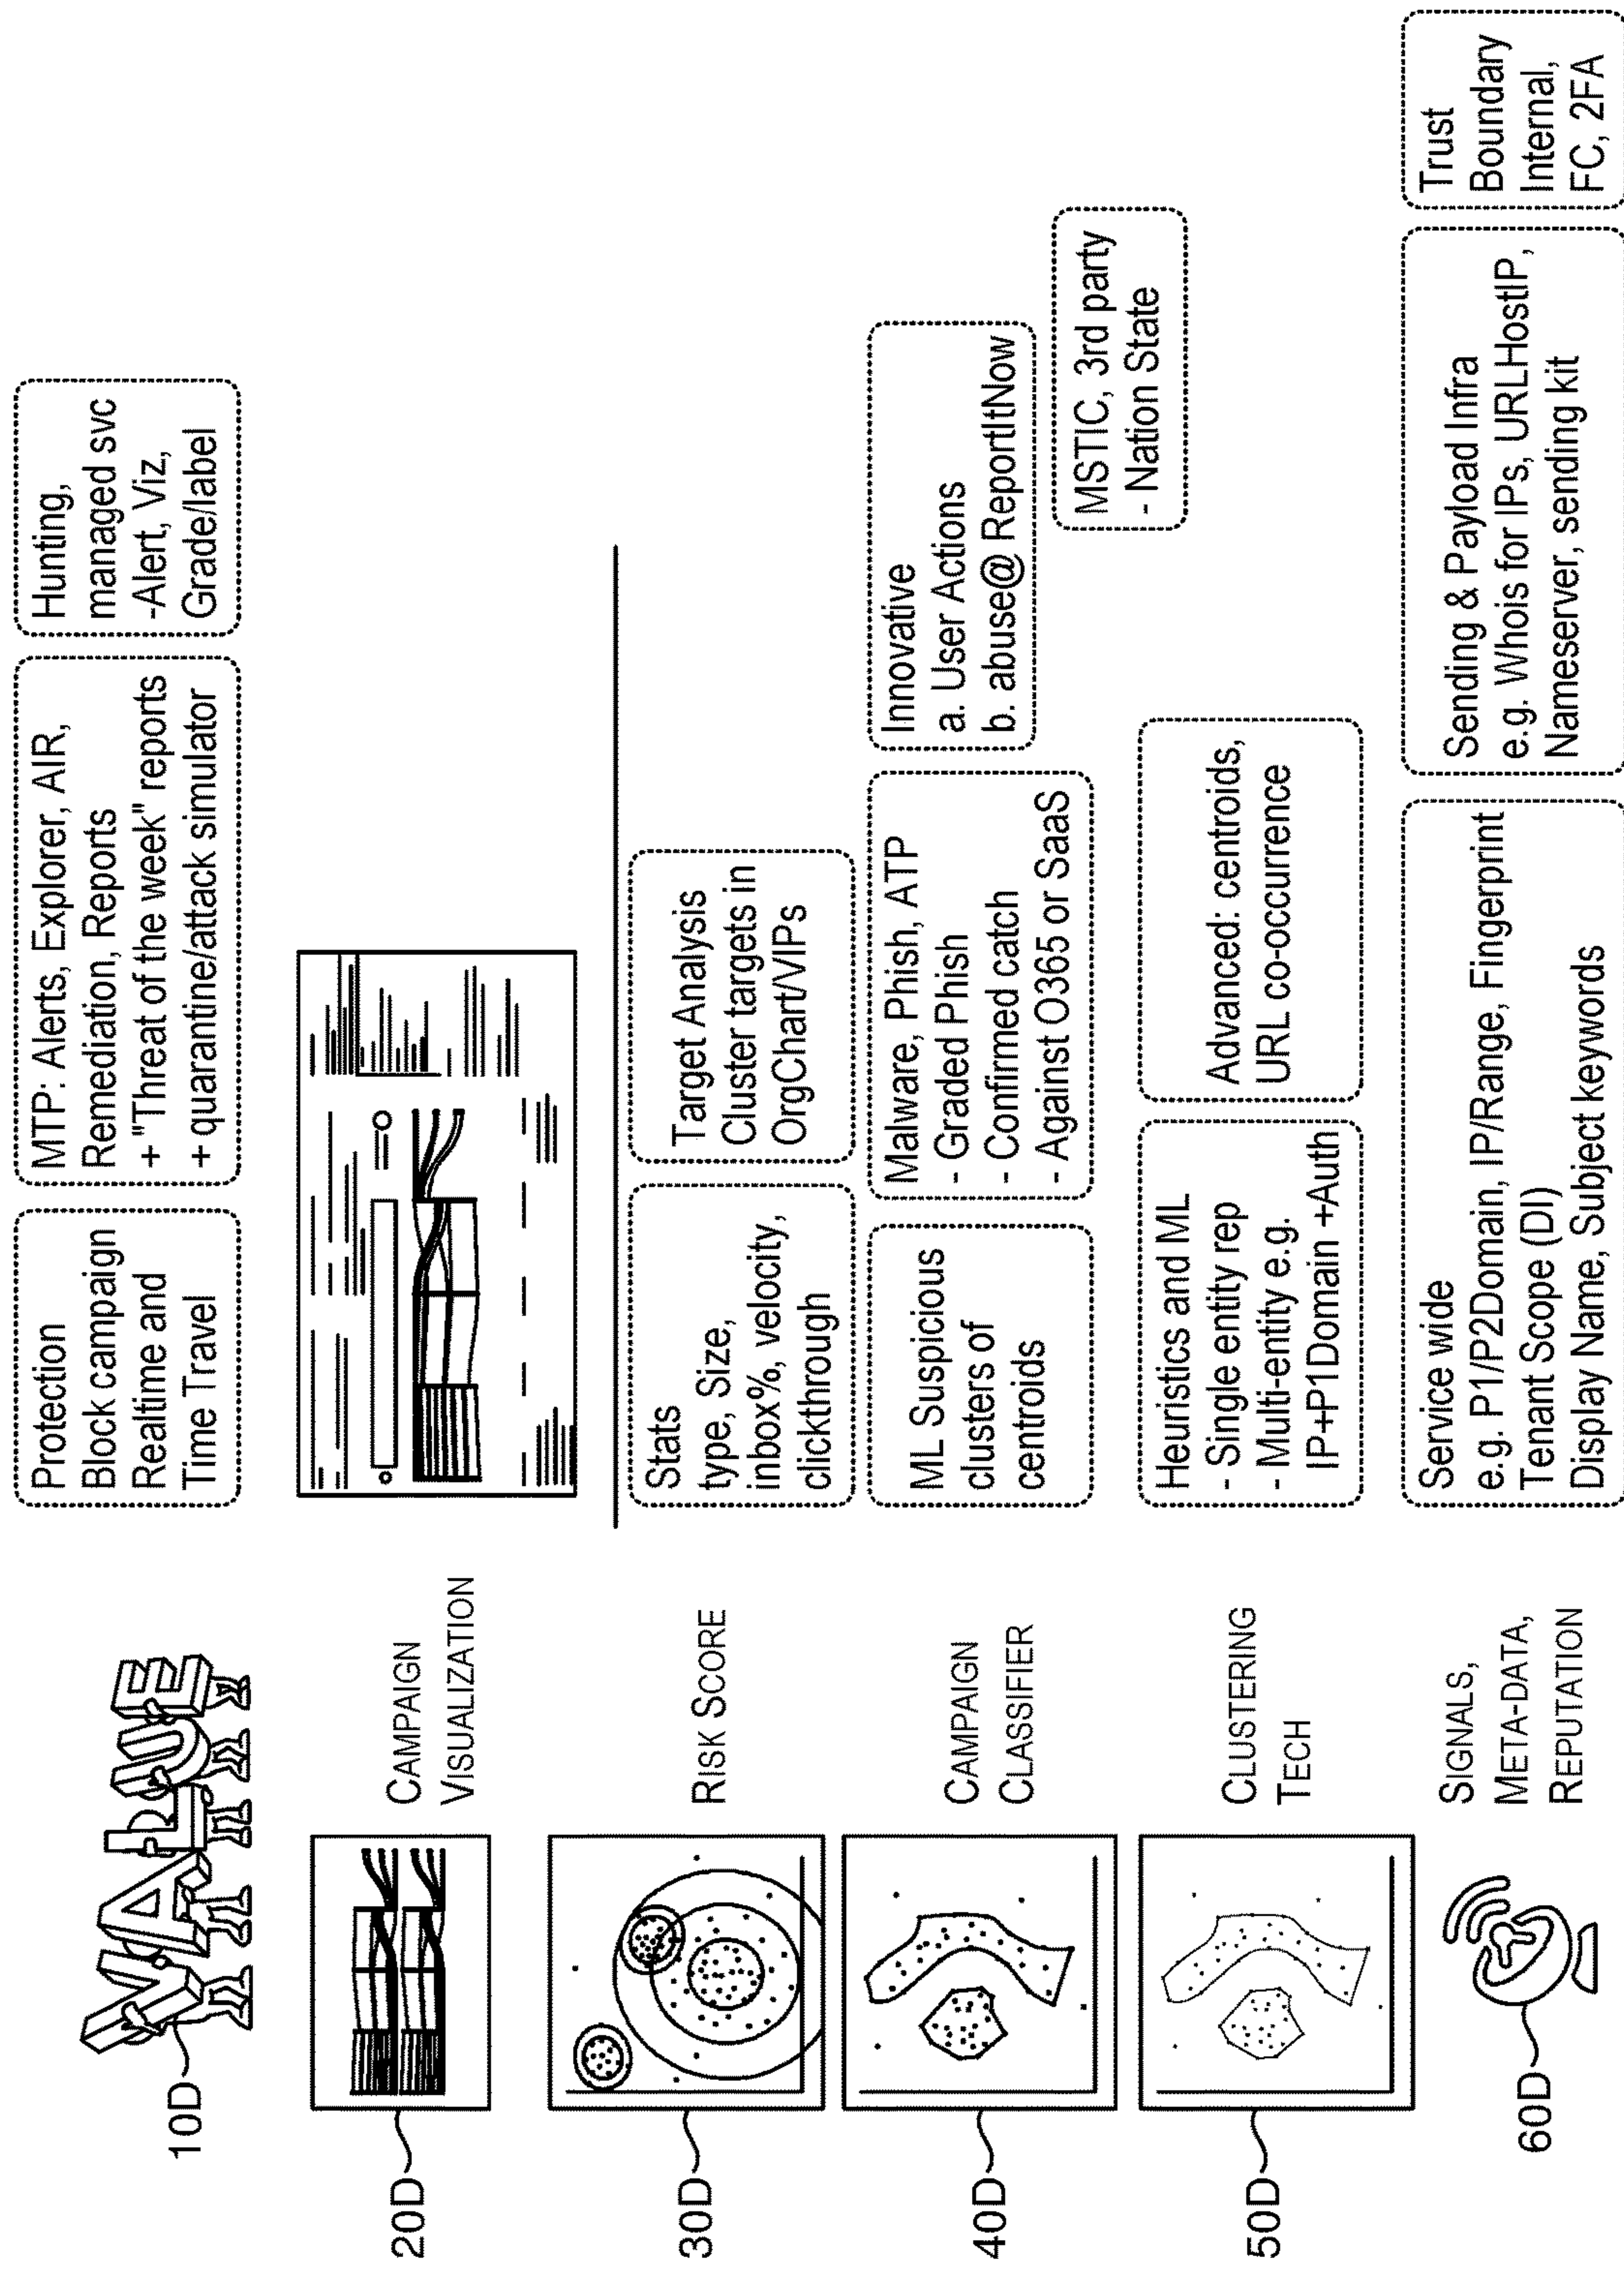 VALUE
10D
Protection
Block campaign
Realtime and
Time Travel
MTP: Alerts, Explorer, AIR,
Remediation, Reports
+ "Threat of the week" reports
+ quarantine/attack simulator
Hunting,
managed svc
-Alert, Viz,
Grade/label
20D
CAMPAIGN
VISUALIZATION
30D
RISK SCORE
Stats
type, Size,
inbox%, velocity,
clickthrough
Target Analysis
Cluster targets in
OrgChart/VIPs
40D
CAMPAIGN
CLASSIFIER
ML Suspicious
clusters of
centroids
Malware, Phish, ATP
- Graded Phish
- Confirmed catch
- Against O365 or SaaS
Innovative
a. User Actions
b. abuse@ ReportItNow
MSTIC, 3rd party
- Nation State
50D
CLUSTERING
TECH
Heuristics and ML
- Single entity rep
- Multi-entity e.g.
IP+P1Domain +Auth
Advanced: centroids,
URL co-occurrence
60D
SIGNALS,
META-DATA,
REPUTATION
Service wide
e.g. P1/P2Domain, IP/Range, Fingerprint
Tenant Scope (DI)
Display Name, Subject keywords
Sending & Payload Infra
e.g. Whois for IPs, URLHostIP,
Nameserver, sending kit
Trust
Boundary
Internal,
FC, 2FA